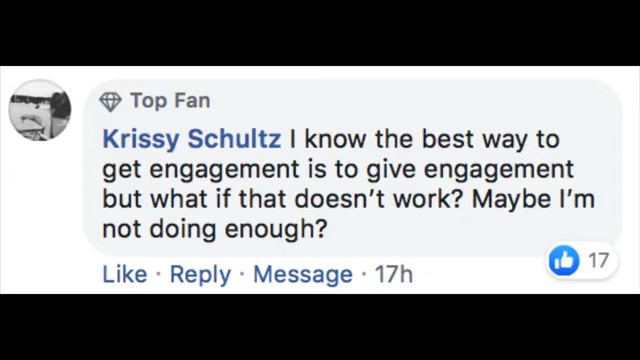 Top Fan
Krissy Schultz I know the best way to
get engagement is to give engagement
but what if that doesn’t work? Maybe I’m
not doing enough?
17
Like · Reply · Message · 17h